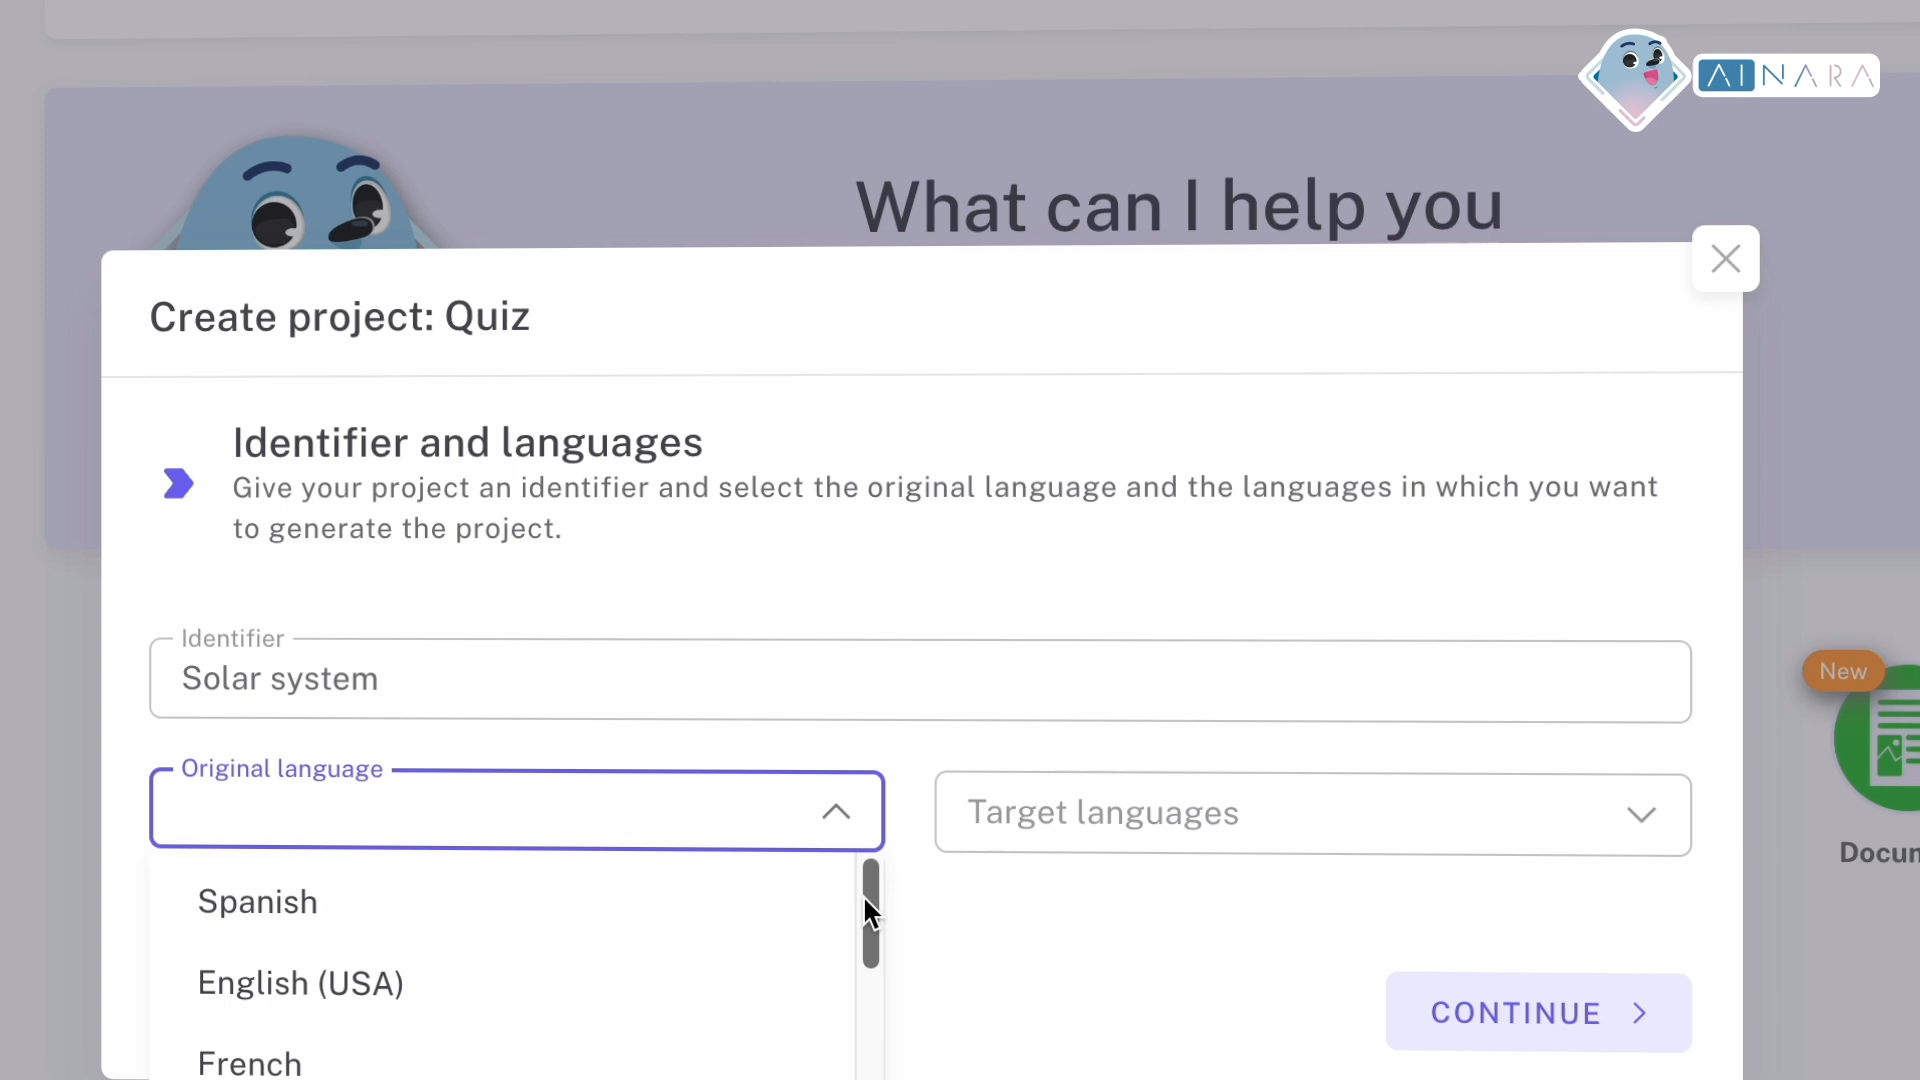 AINARA
What can I help you
Create project: Quiz
Identifier and languages
Give your project an identifier and select the original language and the languages in which you want
to generate the project.
Identifier
Solar system
Original language
Target languages
Spanish
English (USA)
French
CONTINUE
New
Docum